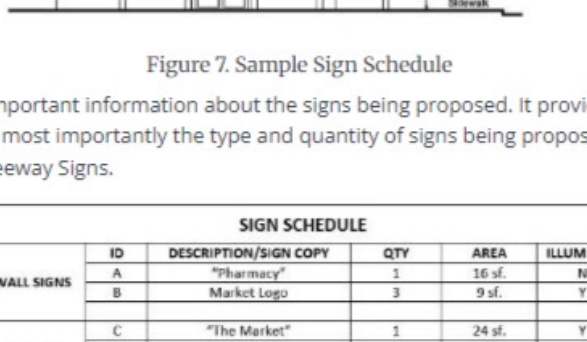 Sidewalk
Figure 7. Sample Sign Schedule
mportant information about the signs being proposed. It provi
most importantly the type and quantity of signs being propos
eeway Signs.
SIGN SCHEDULE
ID DESCRIPTION/SIGN COPY QTY AREA ILLUM
WALL SIGNS
A "Pharmacy" 1 16 sf. N
B Market Logo 3 9 sf. Y
C "The Market" 1 24 sf. Y